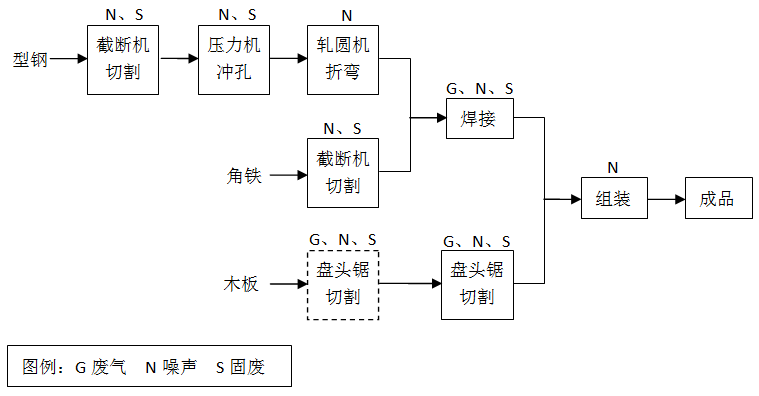 N、S
N、S
N
型钢
截断机
切割
压力机
冲孔
轧圆机
折弯
G、N、S
焊接
N、S
角铁
截断机
切割
N
组装
成品
G、N、S
G、N、S
木板
盘头锯
切割
盘头锯
切割
图例：G 废气 N 噪声 S 固废